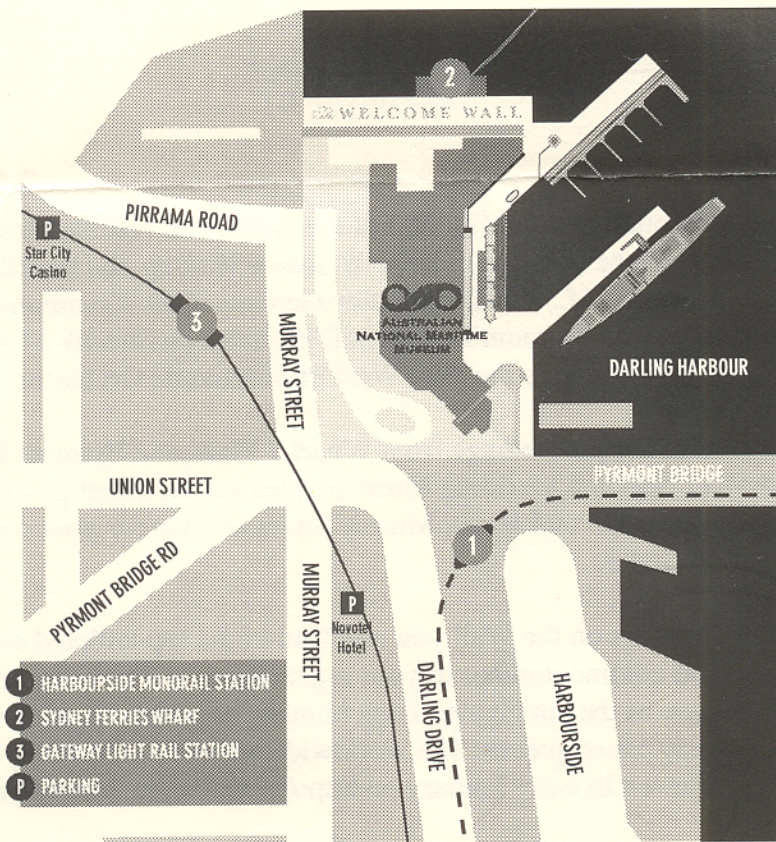 2
THE WELCOME WALL
PIRRAMA ROAD
P
Star City
Casino
3
MURRAY STREET
AUSTRALIAN
NATIONAL MARITIME
MUSEUM
DARLING HARBOUR
UNION STREET
PYRMONT BRIDGE
1
PYRMONT BRIDGE RD
MURRAY STREET
P
Novotel
Hotel
DARLING DRIVE
HARBOURSIDE
1 HARBOURSIDE MONORAIL STATION
2 SYDNEY FERRIES WHARF
3 GATEWAY LIGHT RAIL STATION
P PARKING